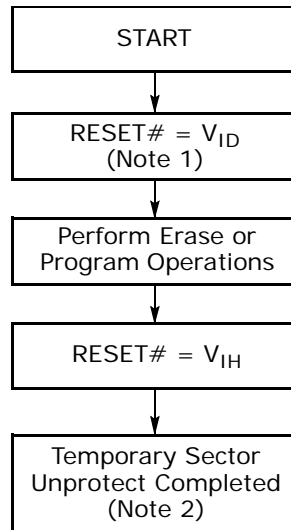 START
RESET# = VID
(Note 1)
Perform Erase or
Program Operations
RESET# = VIH
Temporary Sector
Unprotect Completed
(Note 2)